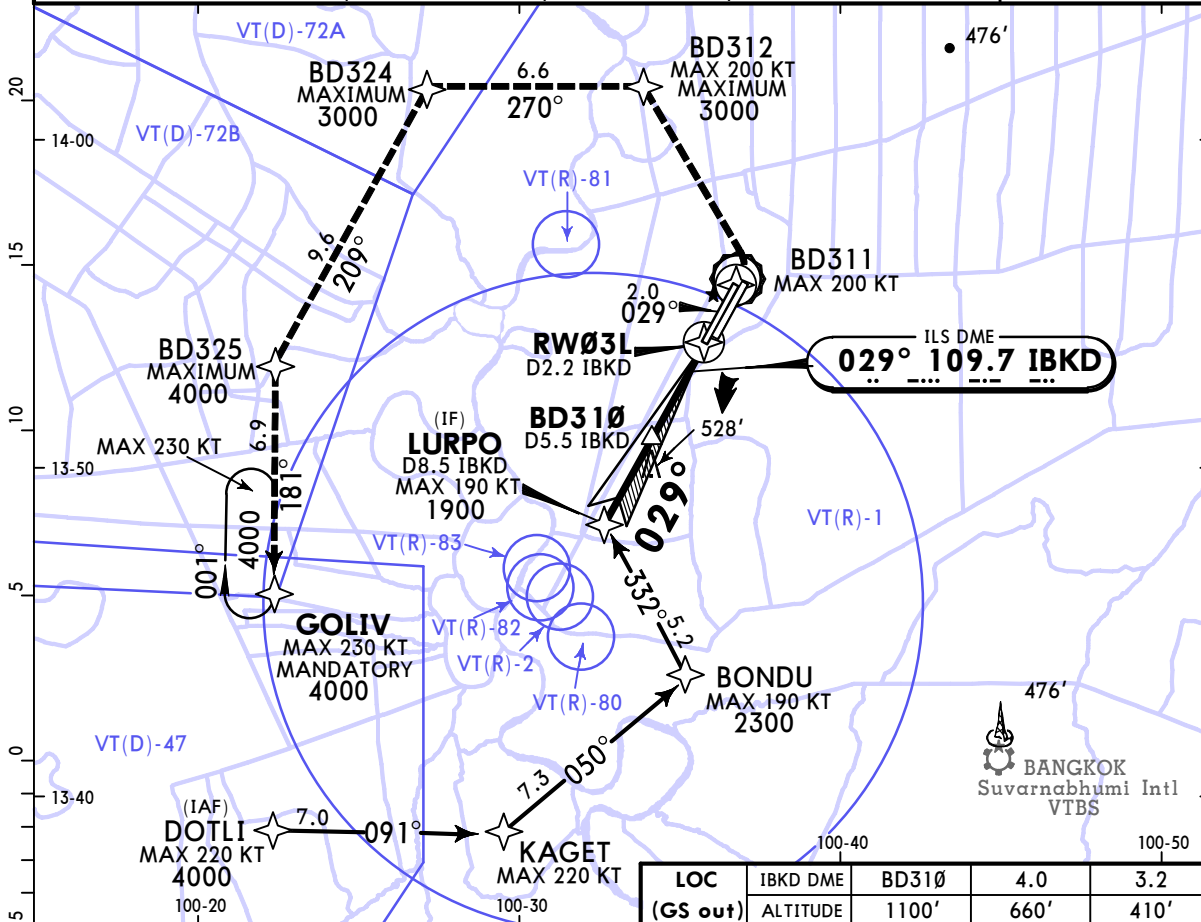 VT(D)-72A
476'
BD312
MAX 200 KT
MAXIMUM
3000
BD324
MAXIMUM
3000
6.6
270°
20
14-00
VT(D)-72B
VT(R)-81
9.6
209°
15
BD311
MAX 200 KT
2.0
029°
RWØ3L
D2.2 IBKD
ILS DME
029° 109.7 IBKD
BD325
MAXIMUM
4000
(IF)
LURPO
D8.5 IBKD
MAX 190 KT
1900
BD31Ø
D5.5 IBKD
528'
10
MAX 230 KT
6.9
181°
13-50
029°
4000
001°
VT(R)-1
VT(R)-83
5
GOLIV
MAX 230 KT
MANDATORY
4000
VT(R)-82
VT(R)-2
VT(R)-80
332°
5.2
BONDU
MAX 190 KT
2300
476'
BANGKOK
Suvarnabhumi Intl
VTBS
VT(D)-47
0
13-40
7.3
050°
(IAF)
DOTLI
MAX 220 KT
4000
7.0
091°
KAGET
MAX 220 KT
100-40
100-50
100-20
100-30
5
LOC IBKD DME BD31Ø 4.0 3.2
(GS out) ALTITUDE 1100' 660' 410'